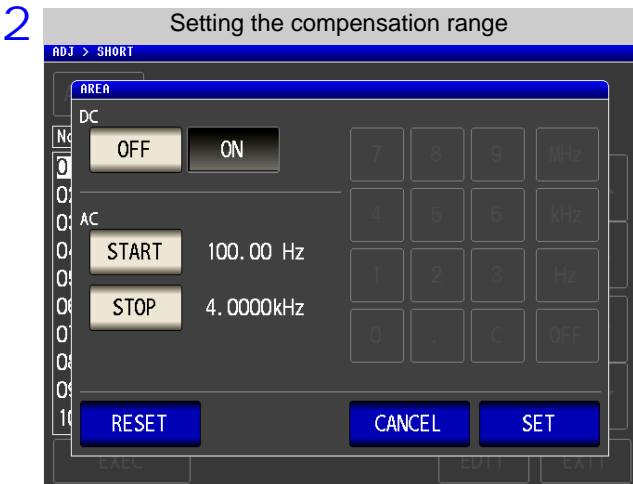 2 Setting the compensation range
ADJ > SHORT
AREA
DC
No
OFF ON
7 8 9 MHz
4 5 6 kHz
AC
START 100.00 Hz
1 2 3 Hz
STOP 4.0000kHz
0 . C OFF
RESET CANCEL SET
EXEC EDIT EXIT